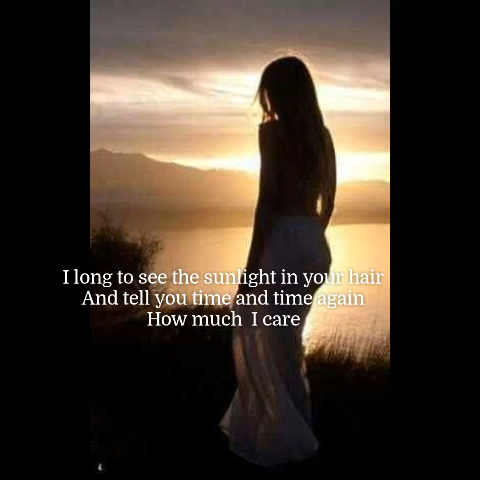 I long to see the sunlight in your hair
And tell you time and time again
How much I care